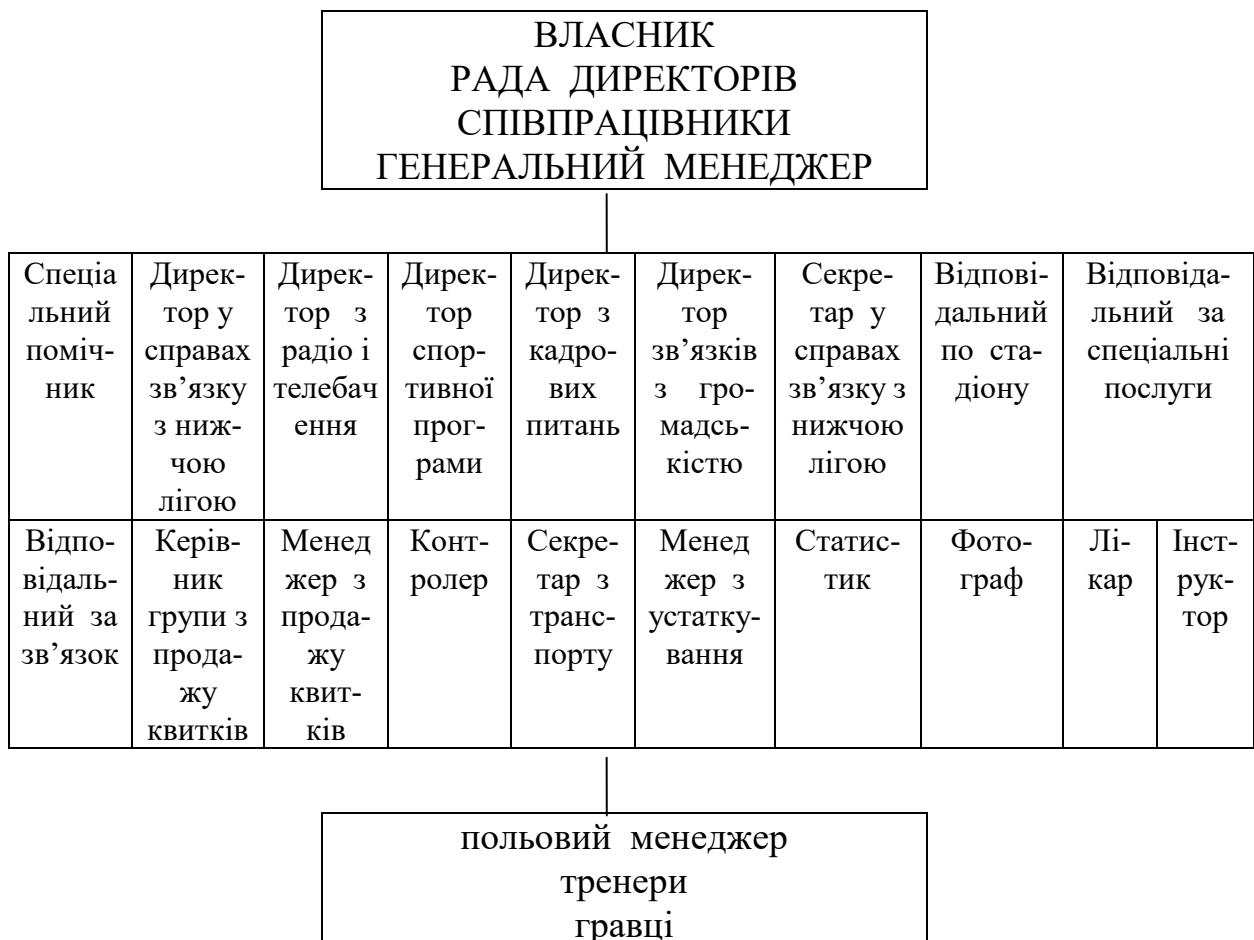 ВЛАСНИК
РАДА ДИРЕКТОРІВ
СПІВПРАЦІВНИКИ
ГЕНЕРАЛЬНИЙ МЕНЕДЖЕР
Спеціа
льний
поміч-
ник
Дирек-
тор у
справах
зв’язку
з ниж-
чою
лігою
Дирек-
тор з
радіо і
телебач
ення
Дирек-
тор
спор-
тивної
прог-
рами
Дирек-
тор з
кадро-
вих
питань
Дирек-
тор
зв’язків
з гро-
мадсь-
кістю
Секре-
тар у
справах
зв’язку з
нижчою
лігою
Відпові-
дальний
по ста-
діону
Відповіда-
льний за
спеціальні
послуги
Відпо-
відаль-
ний за
зв’язок
Керів-
ник
групи з
прода-
жу
квитків
Менед
жер з
прода-
жу
квит-
ків
Конт-
ролер
Секре-
тар з
транс-
порту
Менед
жер з
устатку-
вання
Статис-
тик
Фото-
граф
Лі-
кар
Інст-
рук-
тор
польовий менеджер
тренери
гравці